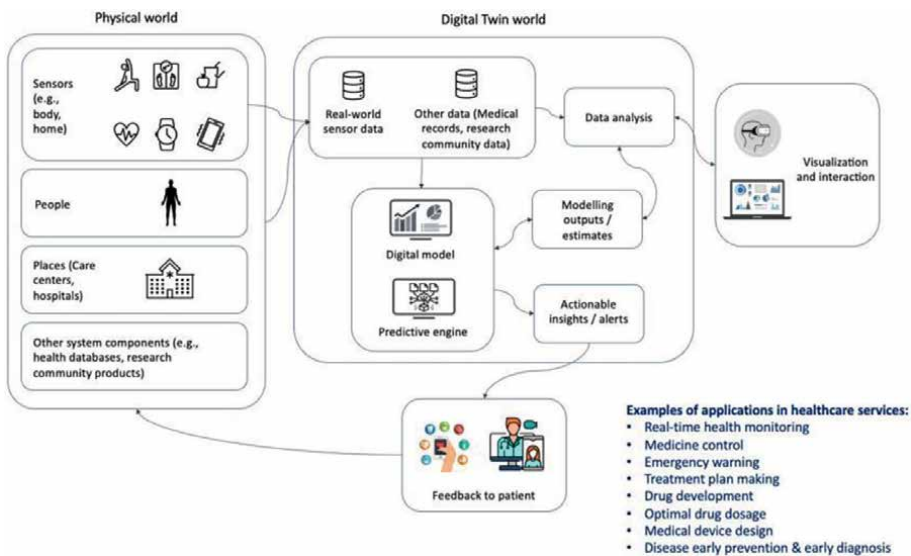 Physical world
Digital Twin world
Sensors
(e.g.,
body,
home)
People
Places (Care
centers,
hospitals)
Other system components (e.g.,
health databases, research
community products)
Real-world
sensor data
Other data (Medical
records, research
community data)
Data analysis
Digital model
Predictive engine
Modelling
outputs /
estimates
Actionable
insights / alerts
Visualization
and interaction
Feedback to patient
Examples of applications in healthcare services:
• Real-time health monitoring
• Medicine control
• Emergency warning
• Treatment plan making
• Drug development
• Optimal drug dosage
• Medical device design
• Disease early prevention & early diagnosis